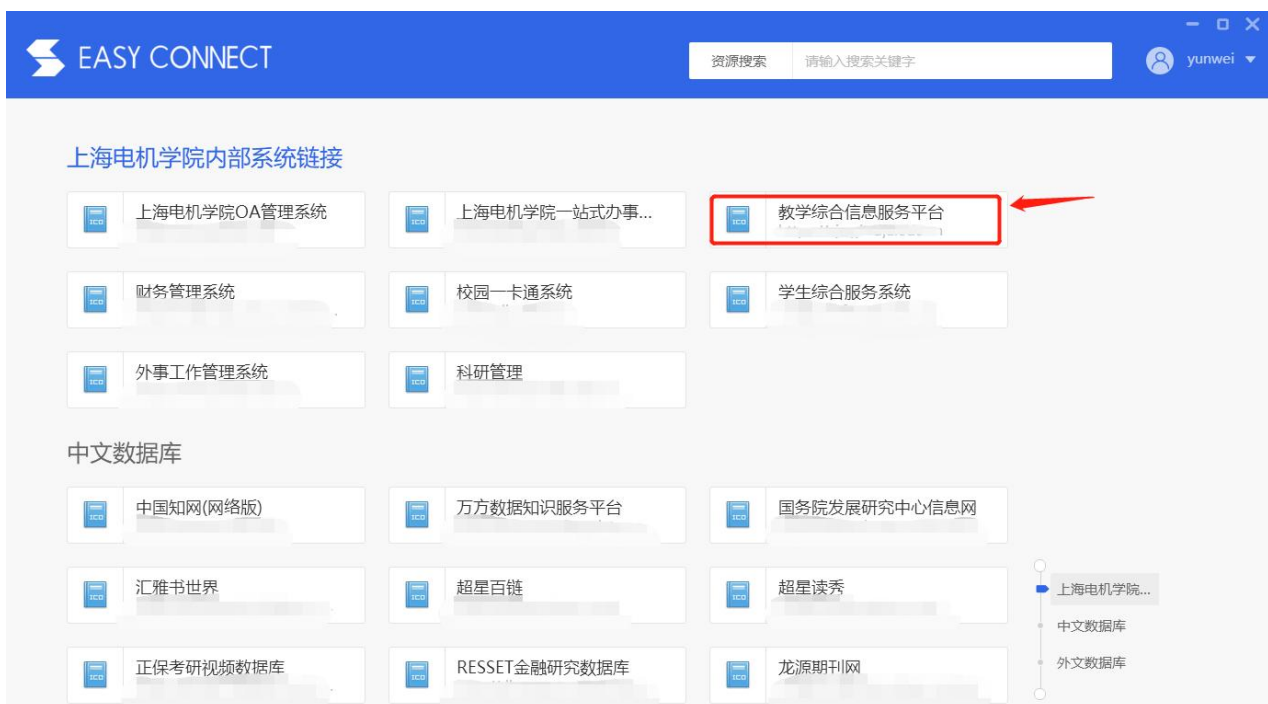 EASY CONNECT
资源搜索 请输入搜索关键字
yunwei
上海电机学院内部系统链接
上海电机学院OA管理系统
上海电机学院一站式办事...
教学综合信息服务平台
财务管理系统
校园一卡通系统
学生综合服务系统
外事工作管理系统
科研管理
中文数据库
中国知网(网络版)
万方数据知识服务平台
国务院发展研究中心信息网
汇雅书世界
超星百链
超星读秀
正保考研视频数据库
RESSET金融研究数据库
龙源期刊网
上海电机学院...
中文数据库
外文数据库